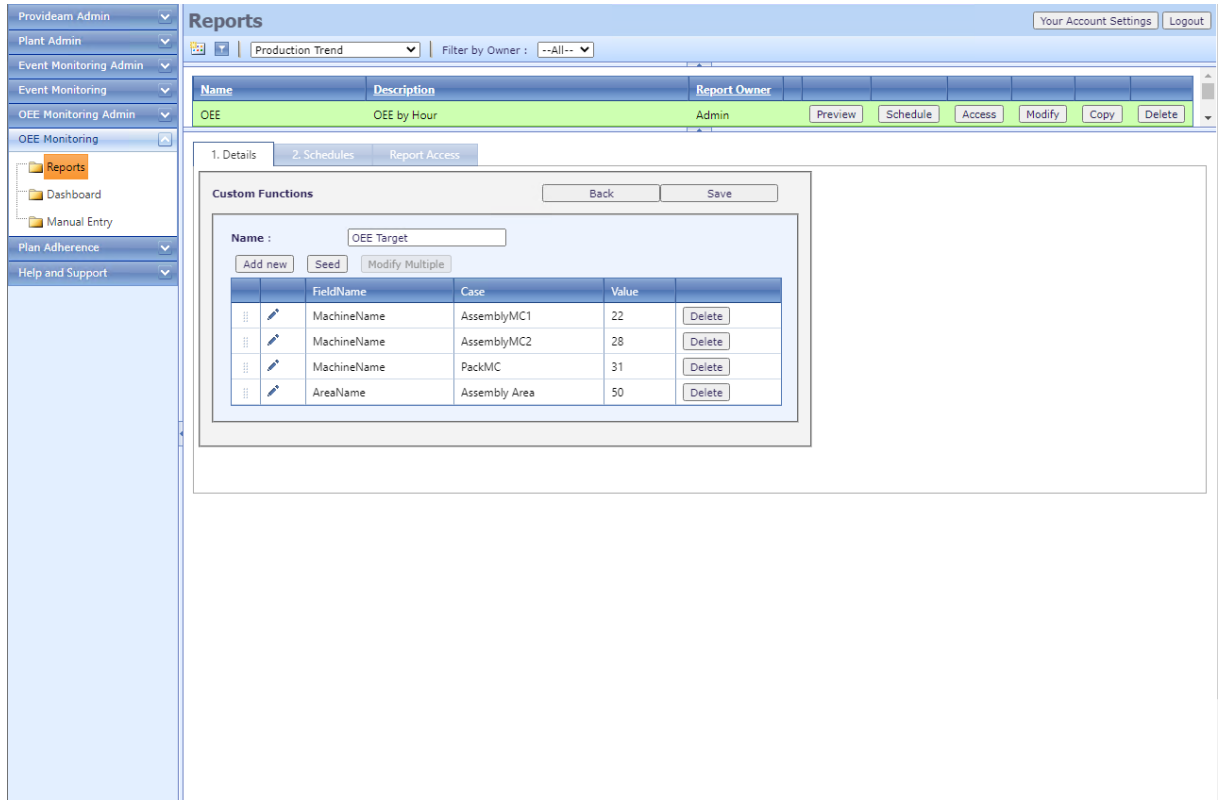 Provideam Admin
Plant Admin
Event Monitoring Admin
Event Monitoring
OEE Monitoring Admin
OEE Monitoring
Reports
Dashboard
Manual Entry
Plan Adherence
Help and Support
Reports
Your Account Settings Logout
Production Trend Filter by Owner : --All--
Name Description Report Owner
OEE OEE by Hour Admin Preview Schedule Access Modify Copy Delete
1. Details 2. Schedules Report Access
Custom Functions Back Save
Name : OEE Target
Add new Seed Modify Multiple
FieldName Case Value
MachineName AssemblyMC1 22 Delete
MachineName AssemblyMC2 28 Delete
MachineName PackMC 31 Delete
AreaName Assembly Area 50 Delete